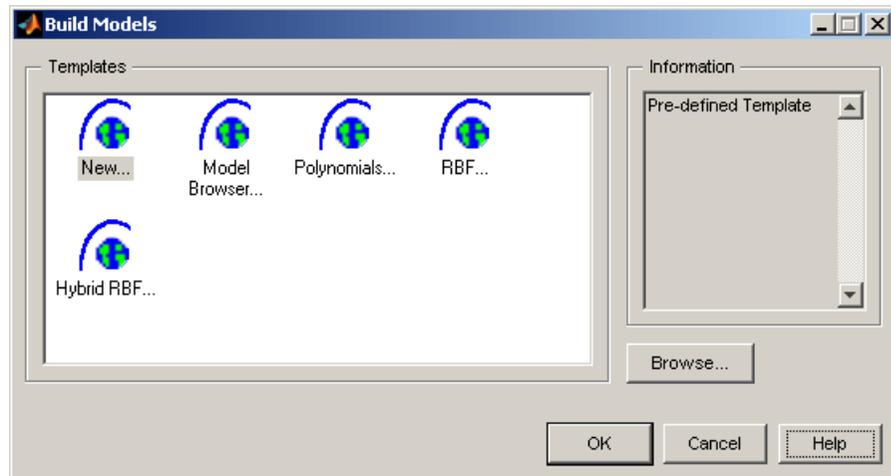 Build Models
Templates
New...
Model
Browser...
Polynomials...
RBF...
Hybrid RBF...
Information
Pre-defined Template
Browse...
OK
Cancel
Help